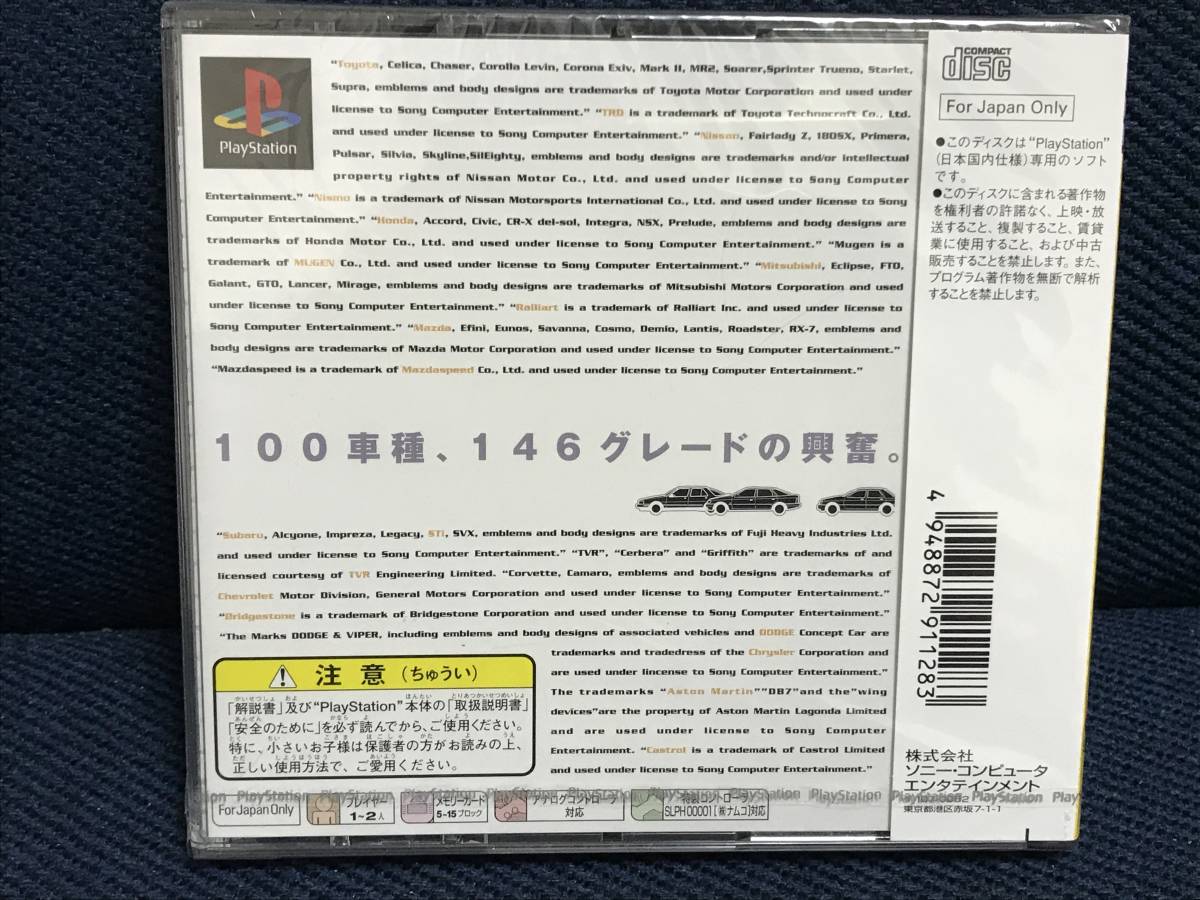 PlayStation
"Toyota, Celica, Chaser, Corolla Levin, Corona Exiv, Mark II, MR2, Soarer,Sprinter Trueno, Starlet,
Supra, emblems and body designs are trademarks of Toyota Motor Corporation and used under
license to Sony Computer Entertainment." "TRD is a trademark of Toyota Technocraft Co., Ltd.
and used under license to Sony Computer Entertainment." "Nissan, Fairlady Z, 180SX, Primera,
Pulsar, Silvia, Skyline,SilEighty, emblems and body designs are trademarks and/or intellectual
property rights of Nissan Motor Co., Ltd. and used under license to Sony Computer
Entertainment." "Nismo is a trademark of Nissan Motorsports International Co., Ltd. and used under license to Sony
Computer Entertainment." "Honda, Accord, Civic, CR-X del-sol, Integra, NSX, Prelude, emblems and body designs are
trademarks of Honda Motor Co., Ltd. and used under license to Sony Computer Entertainment." "Mugen is a
trademark of MUGEN Co., Ltd. and used under license to Sony Computer Entertainment." "Mitsubishi, Eclipse, FTO,
Galant, GTO, Lancer, Mirage, emblems and body designs are trademarks of Mitsubishi Motors Corporation and used
under license to Sony Computer Entertainment." "Ralliart is a trademark of Ralliart Inc. and used under license to
Sony Computer Entertainment." "Mazda, Efini, Eunos, Savanna, Cosmo, Demio, Lantis, Roadster, RX-7, emblems and
body designs are trademarks of Mazda Motor Corporation and used under license to Sony Computer Entertainment."
"Mazdaspeed is a trademark of Mazdaspeed Co., Ltd. and used under license to Sony Computer Entertainment."
100車種、146グレードの興奮。
"Subaru, Alcyone, Impreza, Legacy, STi, SVX, emblems and body designs are trademarks of Fuji Heavy Industries Ltd.
and used under license to Sony Computer Entertainment." "TVR", "Cerbera" and "Griffith" are trademarks of and
licensed courtesy of TVR Engineering Limited. "Corvette, Camaro, emblems and body designs are trademarks of
Chevrolet Motor Division, General Motors Corporation and used under license to Sony Computer Entertainment."
"Bridgestone is a trademark of Bridgestone Corporation and used under license to Sony Computer Entertainment."
"The Marks DODGE & VIPER, including emblems and body designs of associated vehicles and DODGE Concept Car are
trademarks and tradedress of the Chrysler Corporation and
are used under lincense to Sony Computer Entertainment."
The trademarks "Aston Martin""DB7"and the"wing
devices"are the property of Aston Martin Lagonda Limited
and are used under license to Sony Computer
Entertainment. "Castrol is a trademark of Castrol Limited
and used under license to Sony Computer Entertainment."
注意(ちゅうい)
「解説書」及び"PlayStation"本体の「取扱説明書」
「安全のために」を必ず読んでから、ご使用ください。
特に、小さいお子様は保護者の方がお読みの上、
正しい使用方法で、ご愛用ください。
For Japan Only
プレイヤー
1~2人
メモリーカード
5~15ブロック
アナログコントローラ
対応
特殊コントローラ
SLPH00001[㈱ナムコ]対応
COMPACT
disc
For Japan Only
●このディスクは"PlayStation"
(日本国内仕様)専用のソフト
です。
●このディスクに含まれる著作物
を権利者の許諾なく、上映・放
送すること、複製すること、賃貸
業に使用すること、および中古
販売することを禁止します。また、
プログラム著作物を無断で解析
することを禁止します。
4948872911283
株式会社
ソニー・コンピュータ
エンタテインメント
東京都港区赤坂7-1-1